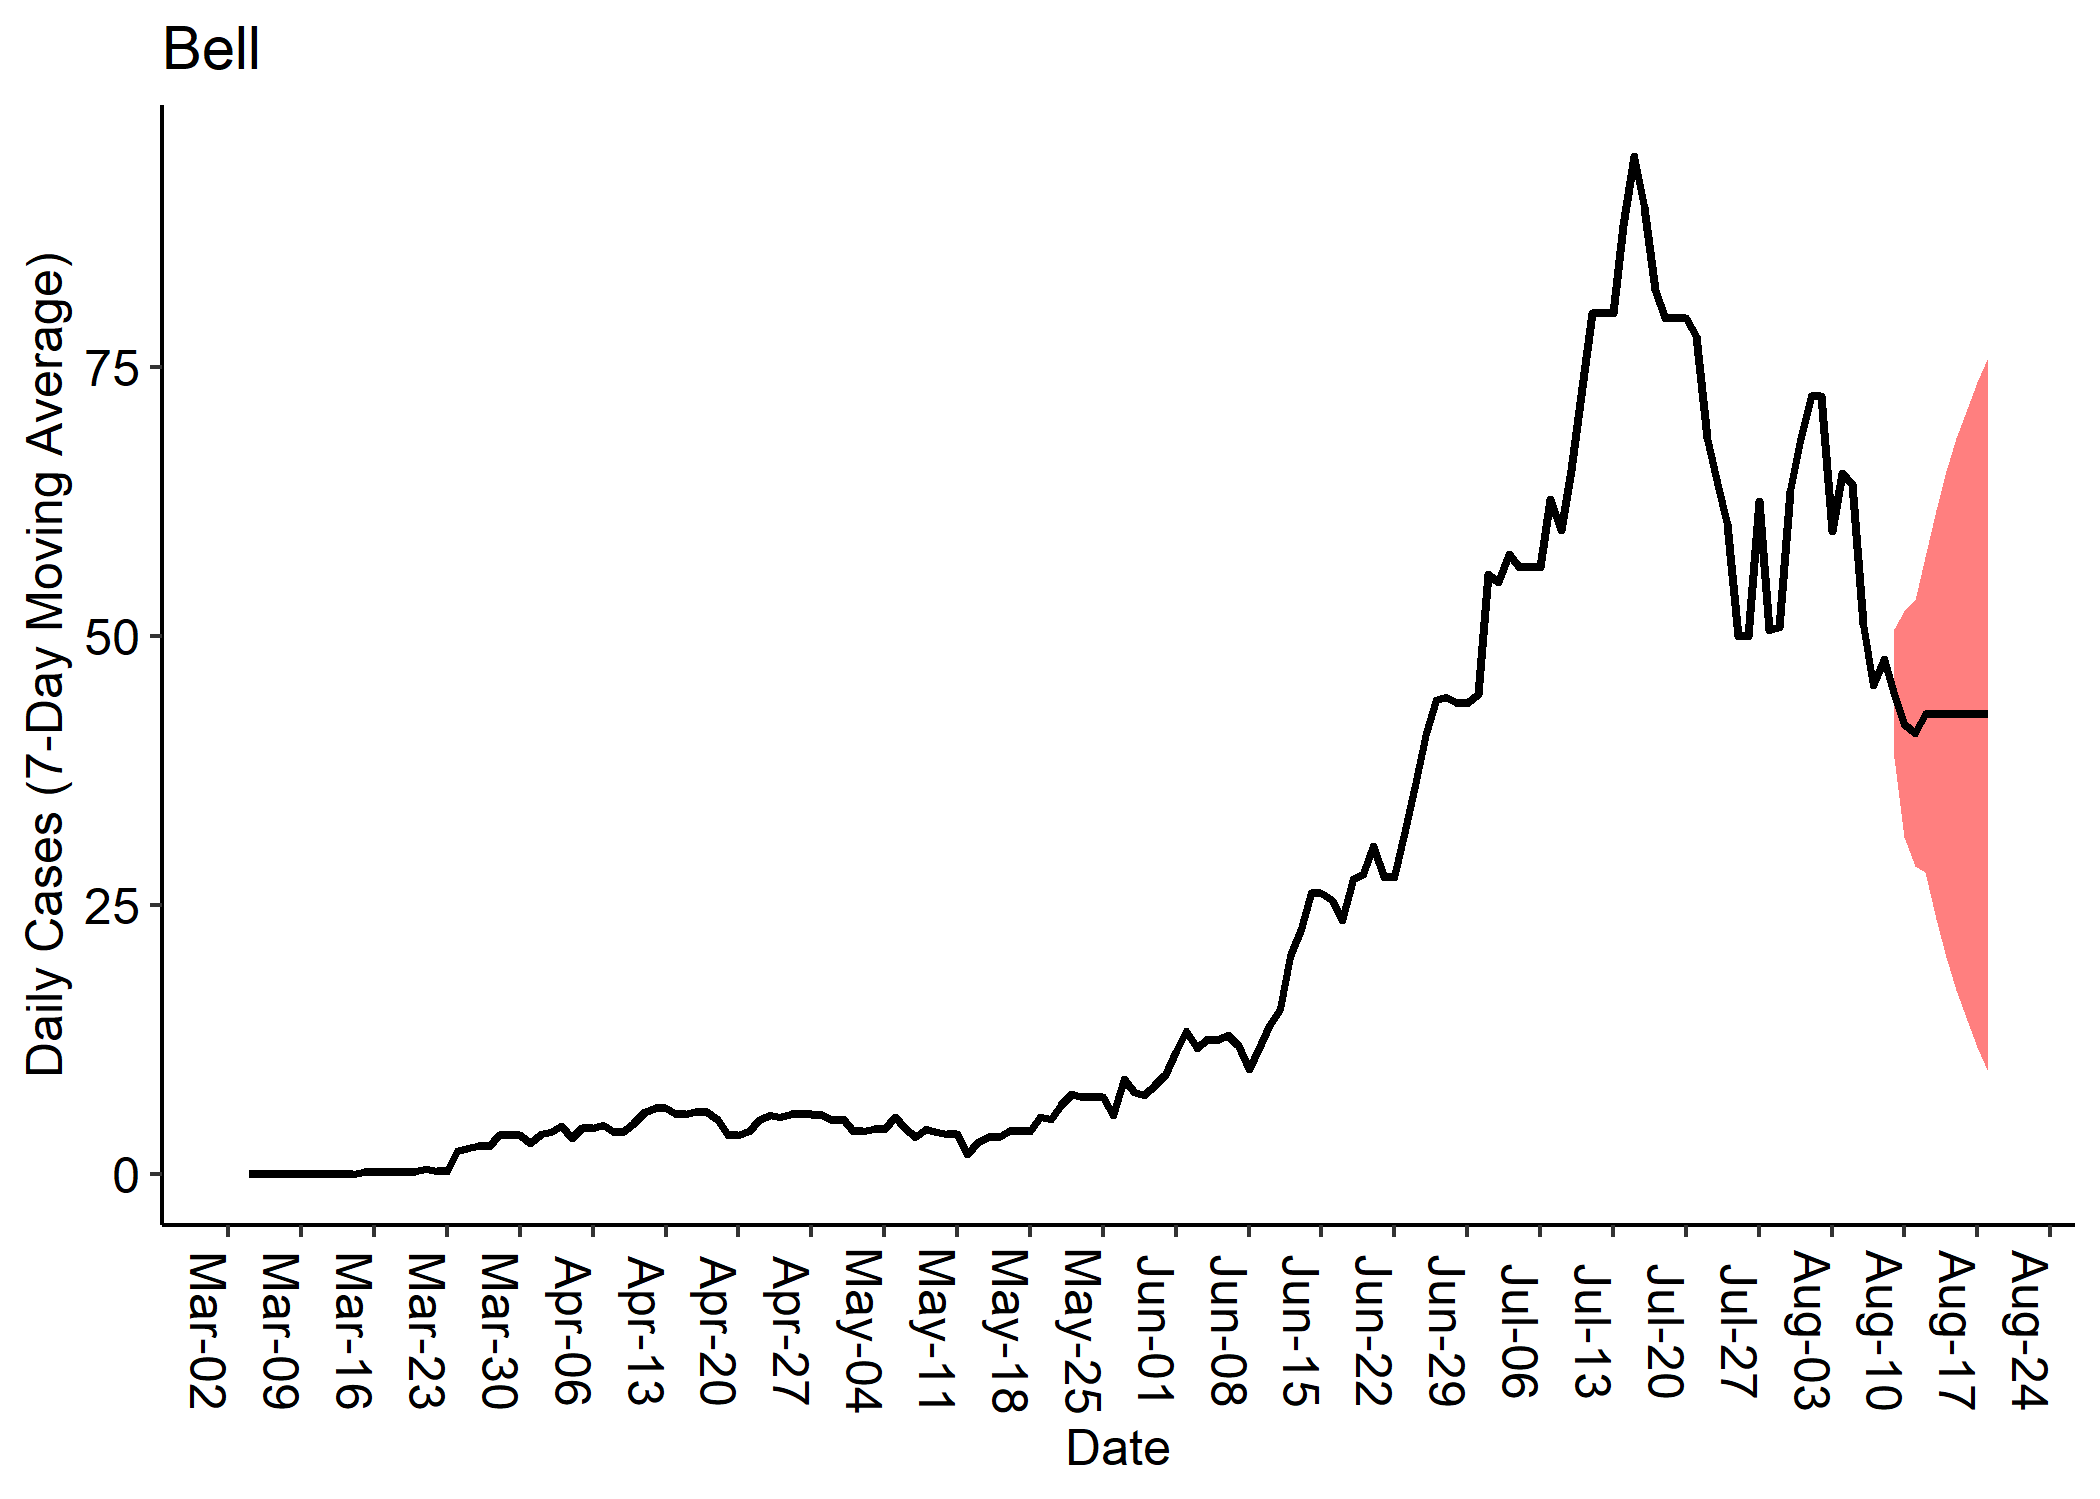 Bell
Daily Cases (7-Day Moving Average)
75
50
25
0
Mar-02
Mar-09
Mar-16
Mar-23
Mar-30
Apr-06
Apr-13
Apr-20
Apr-27
May-04
May-11
May-18
May-25
Jun-01
Jun-08
Jun-15
Jun-22
Jun-29
Jul-06
Jul-13
Jul-20
Jul-27
Aug-03
Aug-10
Aug-17
Aug-24
Date